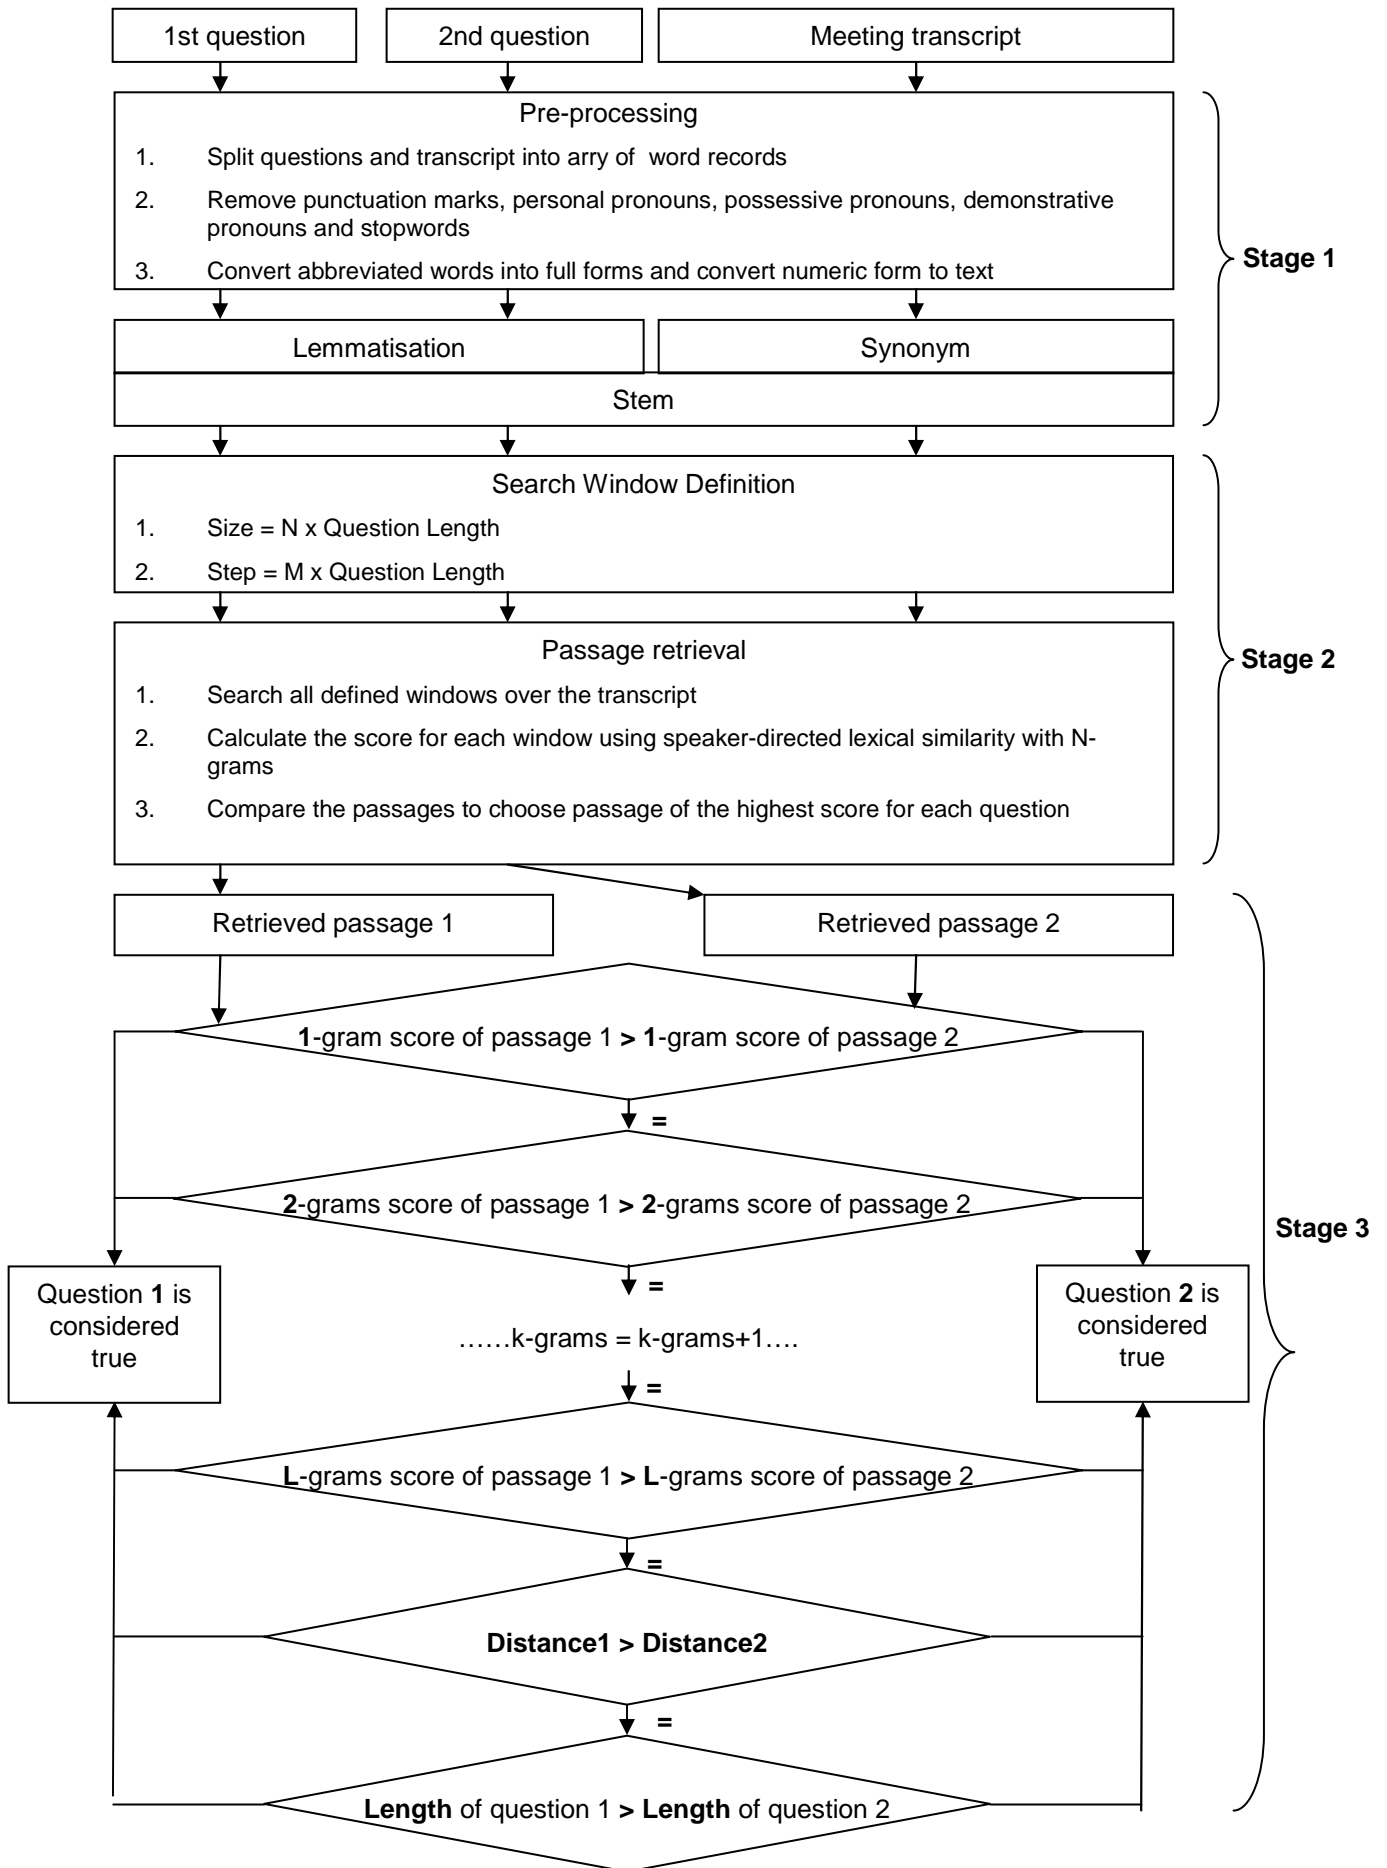 1st question
2nd question
Meeting transcript
Pre-processing
1. Split questions and transcript into arry of word records
2. Remove punctuation marks, personal pronouns, possessive pronouns, demonstrative
pronouns and stopwords
3. Convert abbreviated words into full forms and convert numeric form to text
Stage 1
Lemmatisation
Synonym
Stem
Search Window Definition
1. Size = N x Question Length
2. Step = M x Question Length
Stage 2
Passage retrieval
1. Search all defined windows over the transcript
2. Calculate the score for each window using speaker-directed lexical similarity with N-
grams
3. Compare the passages to choose passage of the highest score for each question
Retrieved passage 1
Retrieved passage 2
1-gram score of passage 1 > 1-gram score of passage 2
=
2-grams score of passage 1 > 2-grams score of passage 2
=
Stage 3
Question 1 is
considered
true
Question 2 is
considered
true
……k-grams = k-grams+1….
=
L-grams score of passage 1 > L-grams score of passage 2
=
Distance1 > Distance2
=
Length of question 1 > Length of question 2